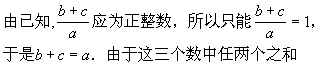 由已知,\frac{b+c}{a}应为正整数，所以只能\frac{b+c}{a}=1,
于是b+c=a．由于这三个数中任两个之和